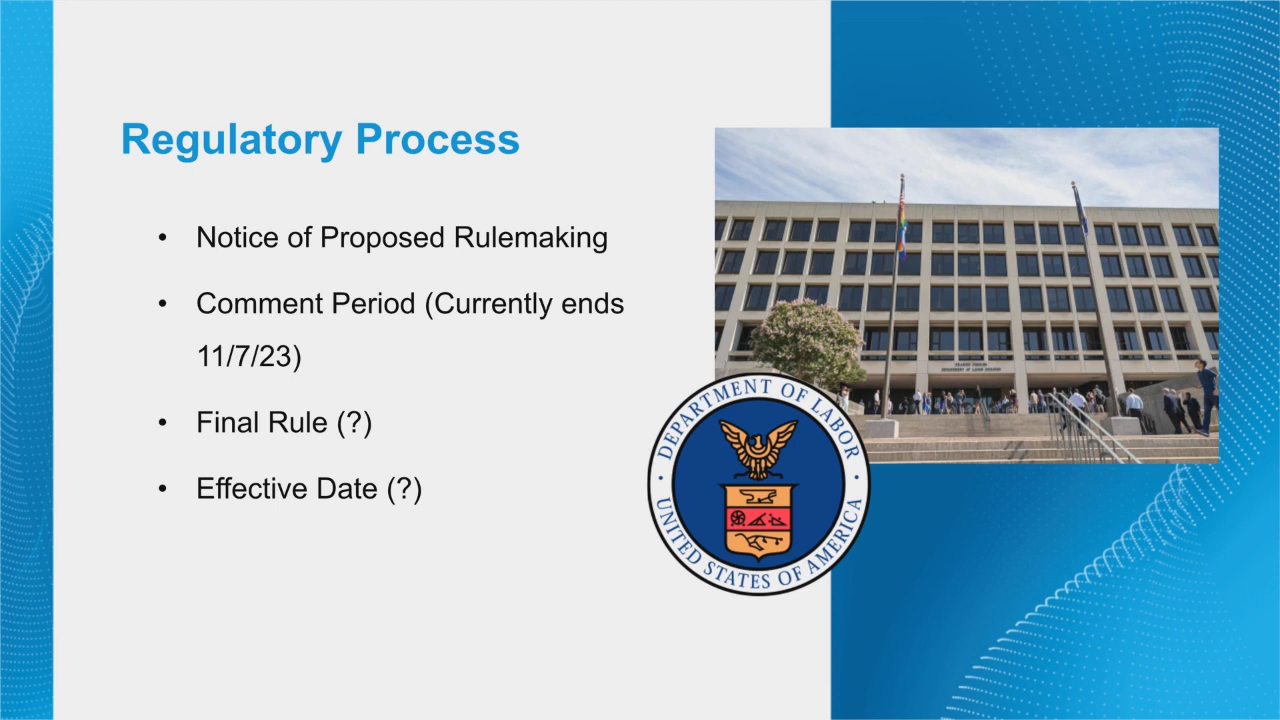 Regulatory Process
• Notice of Proposed Rulemaking
• Comment Period (Currently ends
11/7/23)
• Final Rule (?)
• Effective Date (?)
DEPARTMENT OF LABOR
UNITED STATES OF AMERICA